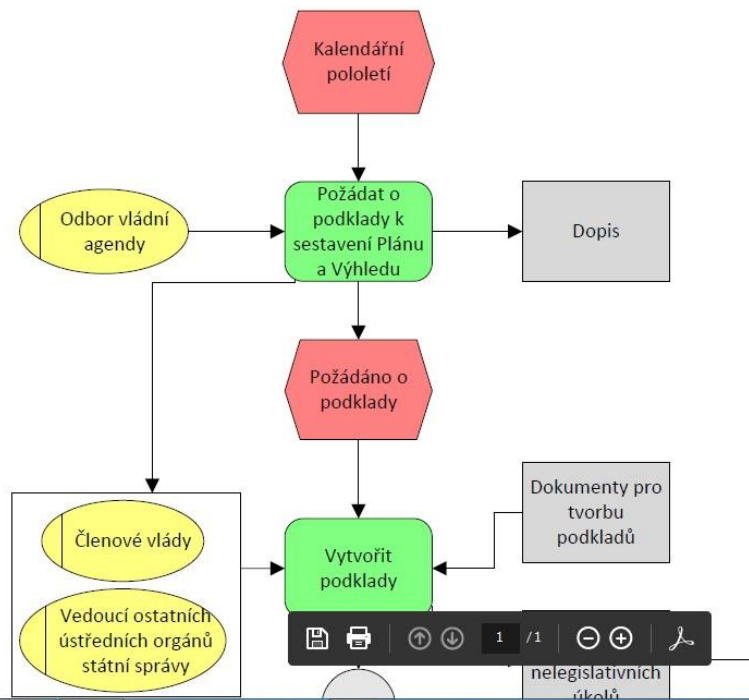 Kalendářní
pololetí
Odbor vládní
agendy
Požádat o
podklady k
sestavení Plánu
a Výhledu
Dopis
Požádáno o
podklady
Dokumenty pro
tvorbu
podkladů
Členové vlády
Vytvořit
podklady
Vedoucí ostatních
ústředních orgánů
státní správy
1 /1
nelegislativních
úkolů